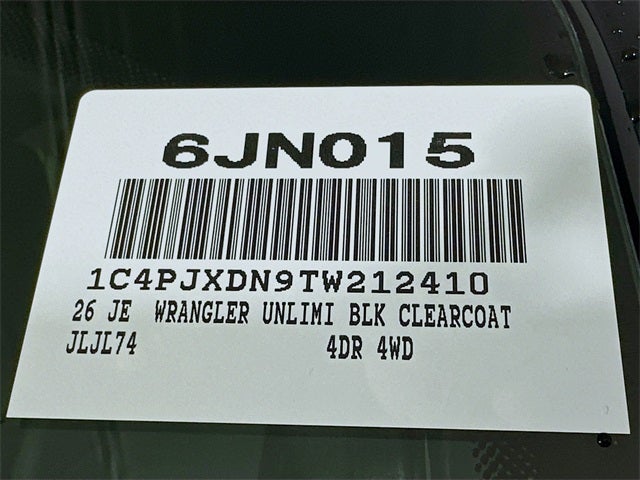 6JN015
1C4PJXDN9TW212410
26 JE WRANGLER UNLIMI BLK CLEARCOAT
JLJL74 4DR 4WD